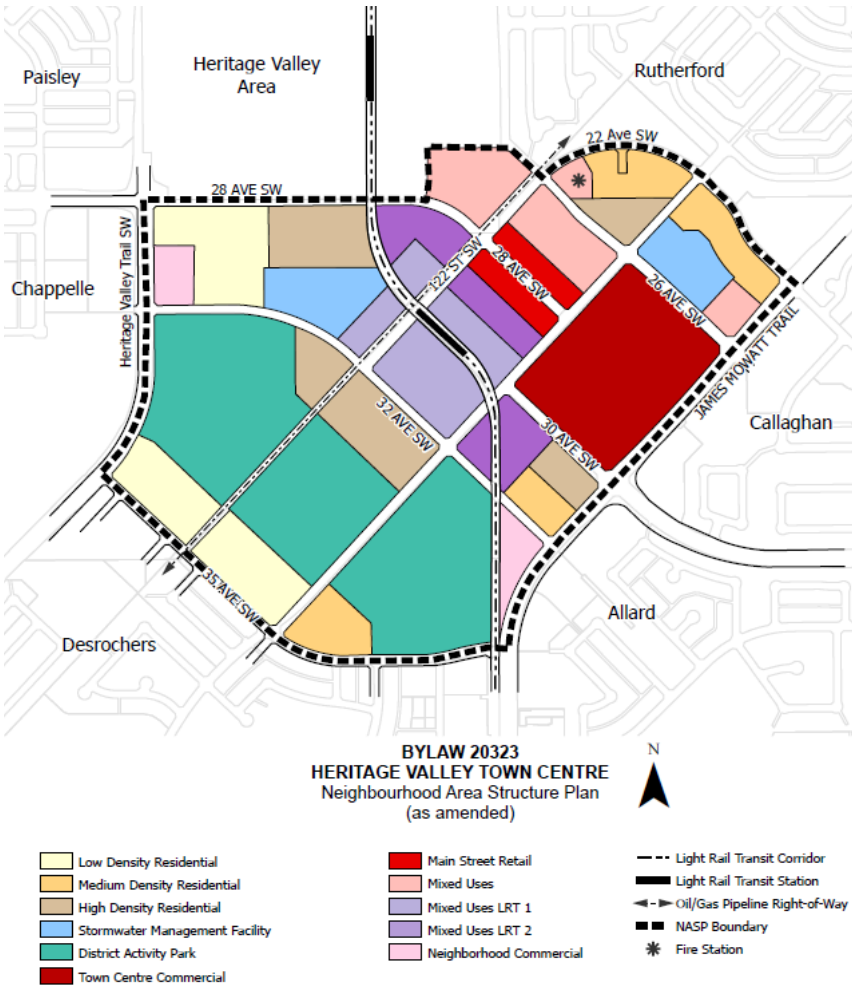 Paisley
Heritage Valley
Area
Rutherford
22 Ave SW
28 AVE SW
Heritage Valley Trail SW
Chappelle
122 ST SW
28 AVE SW
26 AVE SW
JAMES MOWATT TRAIL
Callaghan
32 AVE SW
30 AVE SW
35 AVE SW
Desrochers
Allard
BYLAW 20323
HERITAGE VALLEY TOWN CENTRE
Neighbourhood Area Structure Plan
(as amended)
N
Low Density Residential
Medium Density Residential
High Density Residential
Stormwater Management Facility
District Activity Park
Town Centre Commercial
Main Street Retail
Mixed Uses
Mixed Uses LRT 1
Mixed Uses LRT 2
Neighborhood Commercial
Light Rail Transit Corridor
Light Rail Transit Station
Oil/Gas Pipeline Right-of-Way
NASP Boundary
Fire Station